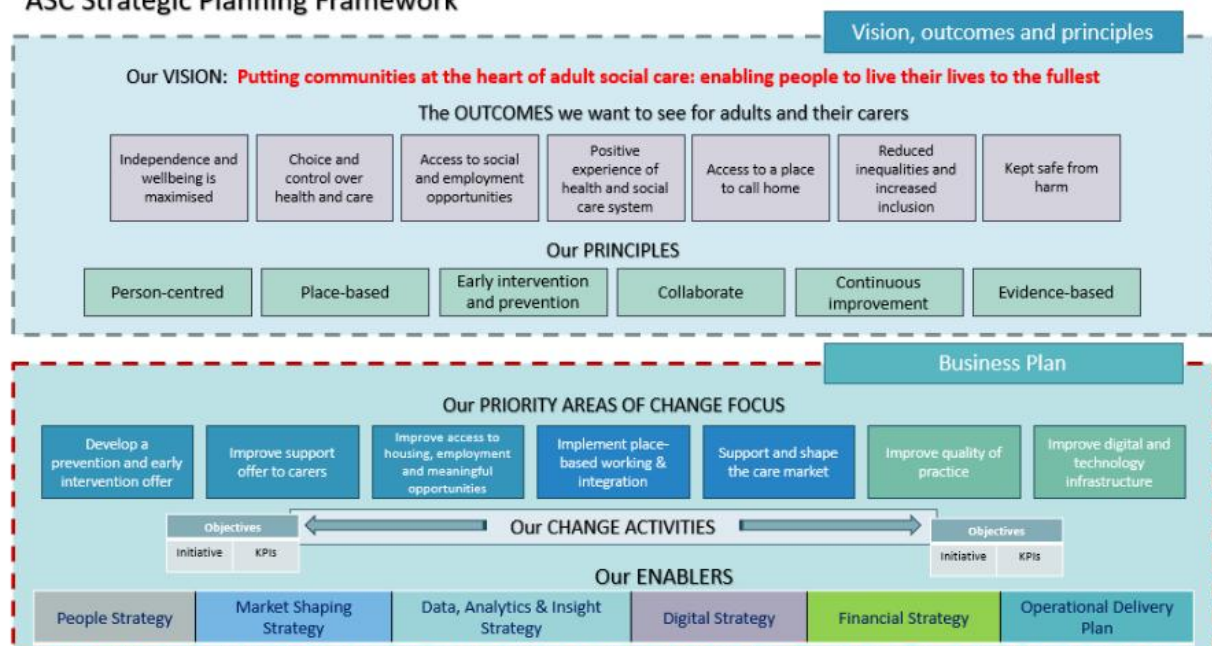 ASC Strategic Planning Framework
Vision, outcomes and principles
Our VISION: Putting communities at the heart of adult social care: enabling people to live their lives to the fullest
The OUTCOMES we want to see for adults and their carers
Independence and
wellbeing is
maximised
Choice and
control over
health and care
Access to social
and employment
opportunities
Positive
experience of
health and social
care system
Access to a place
to call home
Reduced
inequalities and
increased
inclusion
Kept safe from
harm
Our PRINCIPLES
Person-centred
Place-based
Early intervention
and prevention
Collaborate
Continuous
improvement
Evidence-based
Business Plan
Our PRIORITY AREAS OF CHANGE FOCUS
Develop a
prevention and early
intervention offer
Improve support
offer to carers
Improve access to
housing, employment
and meaningful
opportunities
Implement place-
based working &
integration
Support and shape
the care market
Improve quality of
practice
Improve digital and
technology
infrastructure
Objectives
Initiative KPIs
Our CHANGE ACTIVITIES
Objectives
Initiative KPIs
Our ENABLERS
People Strategy
Market Shaping
Strategy
Data, Analytics & Insight
Strategy
Digital Strategy
Financial Strategy
Operational Delivery
Plan